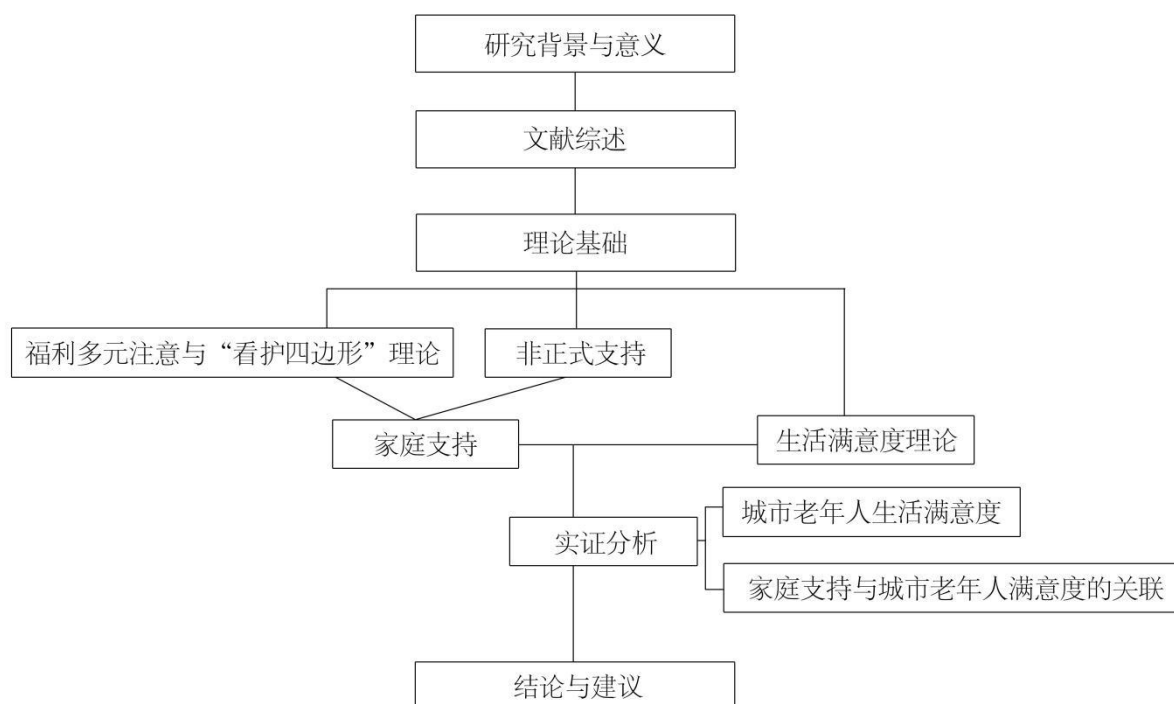 研究背景与意义
文献综述
理论基础
福利多元注意与“看护四边形”理论
非正式支持
家庭支持
生活满意度理论
城市老年人生活满意度
实证分析
家庭支持与城市老年人满意度的关联
结论与建议